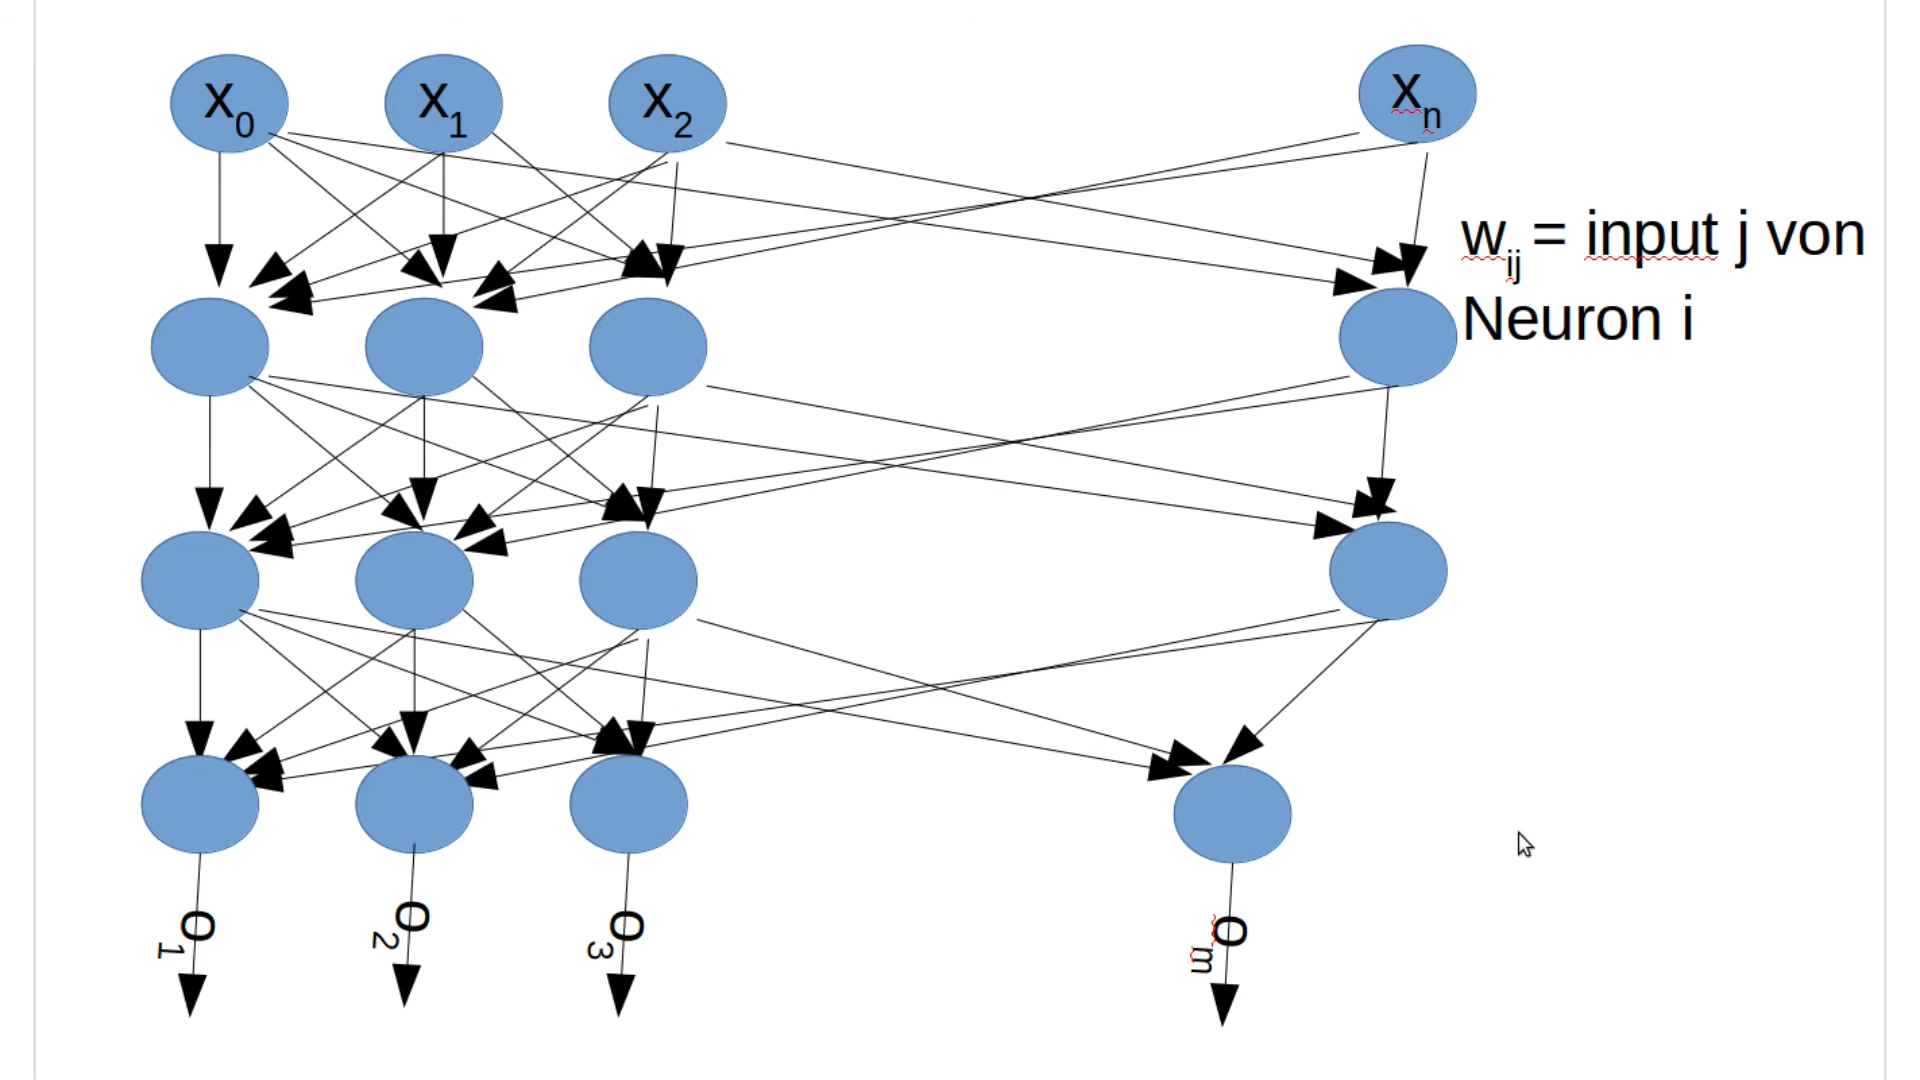 x0 x1 x2 xn
wij = input j von
Neuron i
o1 o2 o3 om